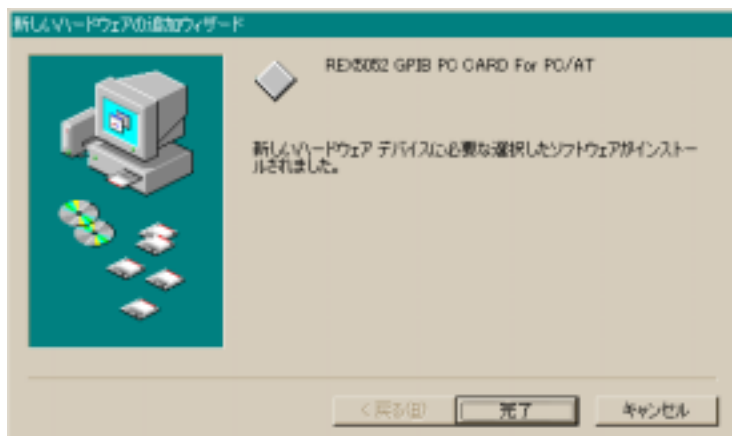 新しいハードウェアの追加ウィザード
REX5052 GPIB PC CARD For PC/AT
新しいハードウェア デバイスに必要な選択したソフトウェアがインストー
ルされました。
< 戻る(B)
完了
キャンセル